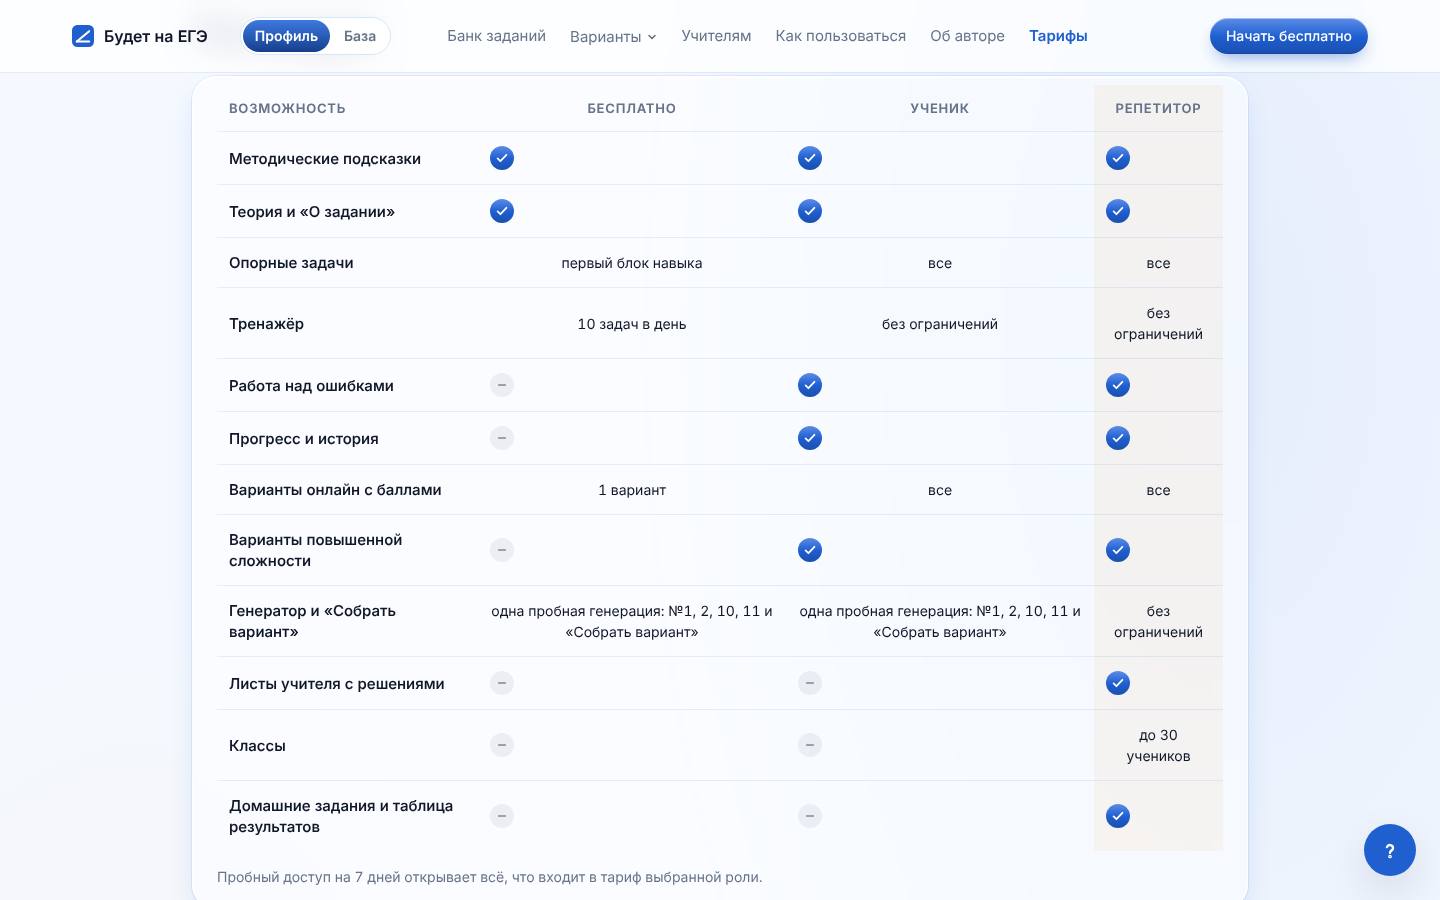 Будет на ЕГЭ
Профиль
База
Банк заданий
Варианты
Учителям
Как пользоваться
Об авторе
Тарифы
Начать бесплатно
ВОЗМОЖНОСТЬ
БЕСПЛАТНО
УЧЕНИК
РЕПЕТИТОР
Методические подсказки
Теория и «О задании»
Опорные задачи
первый блок навыка
все
все
Тренажёр
10 задач в день
без ограничений
без
ограничений
Работа над ошибками
Прогресс и история
Варианты онлайн с баллами
1 вариант
все
все
Варианты повышенной
сложности
Генератор и «Собрать
вариант»
одна пробная генерация: №1, 2, 10, 11 и
«Собрать вариант»
одна пробная генерация: №1, 2, 10, 11 и
«Собрать вариант»
без
ограничений
Листы учителя с решениями
Классы
до 30
учеников
Домашние задания и таблица
результатов
Пробный доступ на 7 дней открывает всё, что входит в тариф выбранной роли.
?